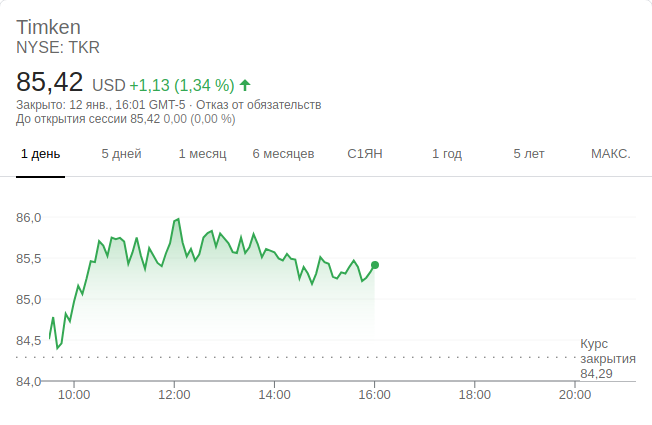 Timken
NYSE: TKR
85,42 USD +1,13 (1,34 %)
Закрыто: 12 янв., 16:01 GMT-5 · Отказ от обязательств
До открытия сессии 85,42 0,00 (0,00 %)
1 день 5 дней 1 месяц 6 месяцев С1ЯН 1 год 5 лет МАКС.
86,0
85,5
85,0
84,5
Курс
закрытия
84,29
84,0
10:00 12:00 14:00 16:00 18:00 20:00